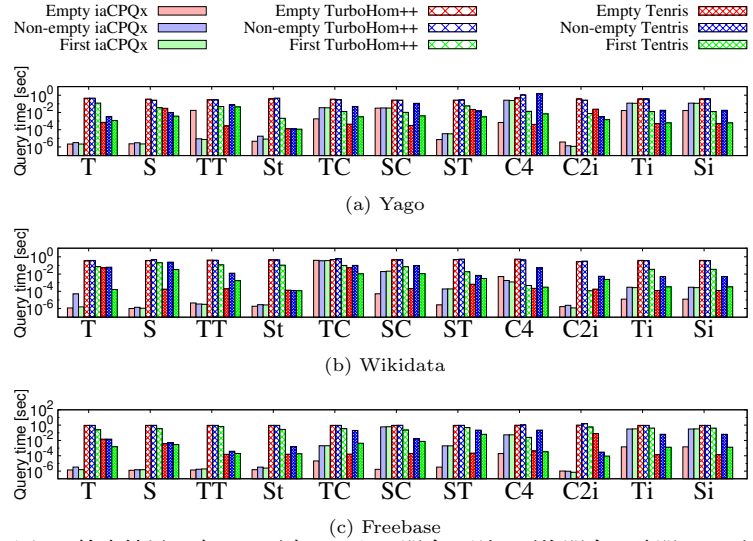 Empty iaCPQx Empty TurboHom++ Empty Tenris
Non-empty iaCPQx Non-empty TurboHom++ Non-empty Tenris
First iaCPQx First TurboHom++ First Tenris
Query time [sec]
10^0
10^-2
10^-4
10^-6
T S TT St TC SC ST C4 C2i Ti Si
(a) Yago
Query time [sec]
10^0
10^-2
10^-4
10^-6
T S TT St TC SC ST C4 C2i Ti Si
(b) Wikidata
Query time [sec]
10^2
10^0
10^-2
10^-4
10^-6
T S TT St TC SC ST C4 C2i Ti Si
(c) Freebase